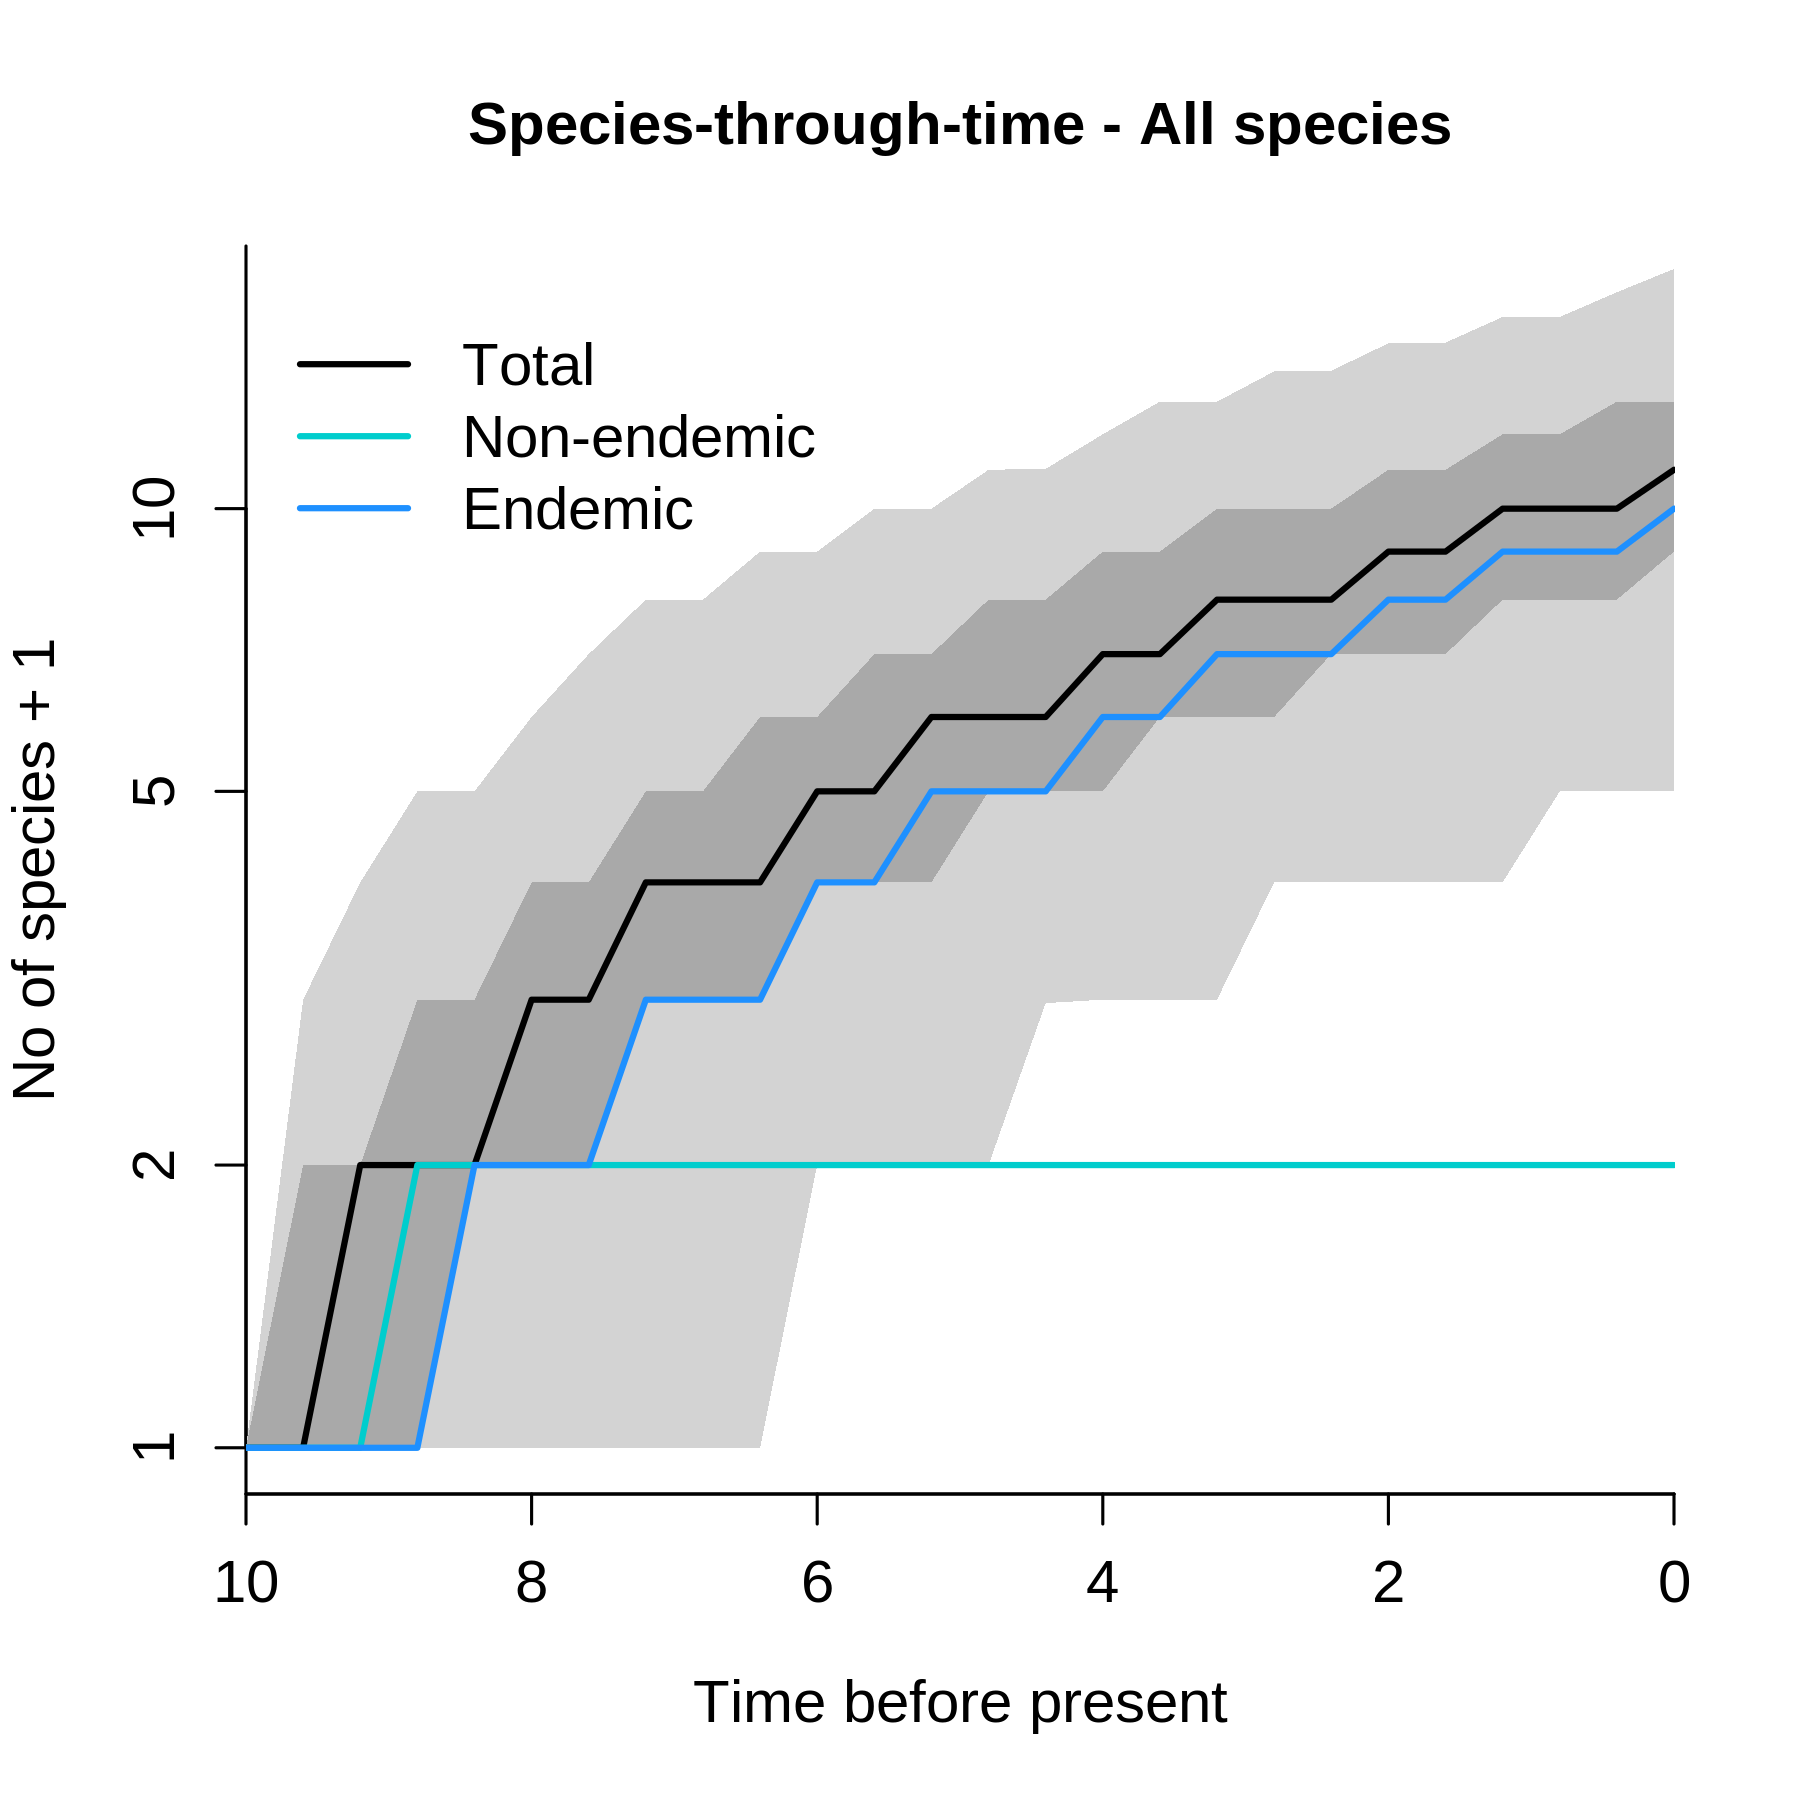 Species-through-time - All species
Total
Non-endemic
Endemic
No of species + 1
10
5
2
1
10 8 6 4 2 0
Time before present